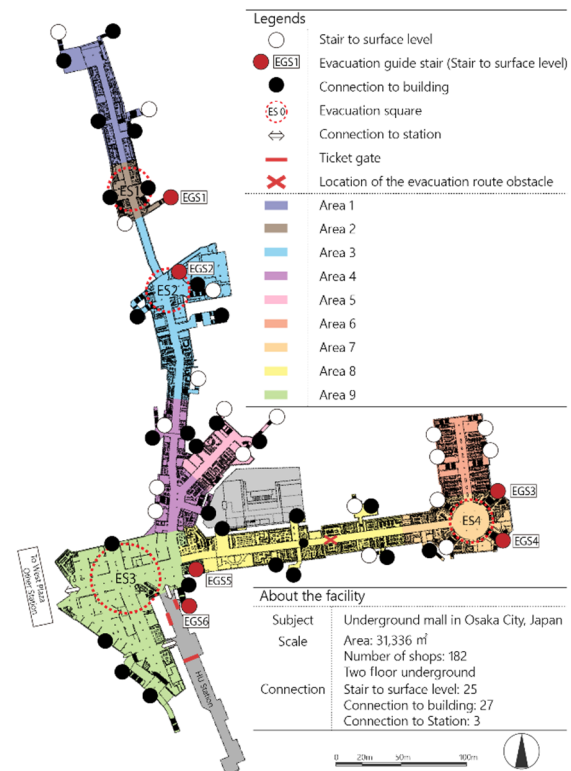 Legends
Stair to surface level
EGS1 Evacuation guide stair (Stair to surface level)
Connection to building
ES 0 Evacuation square
Connection to station
Ticket gate
Location of the evacuation route obstacle
Area 1
Area 2
Area 3
Area 4
Area 5
Area 6
Area 7
Area 8
Area 9
ES1
EGS1
EGS2
ES2
EGS3
ES4
EGS4
To West Plaza
Other Station
ES3
EGS5
EGS6
HU Station
About the facility
Subject Underground mall in Osaka City, Japan
Scale Area: 31,336 ㎡
Number of shops: 182
Two floor underground
Connection Stair to surface level: 25
Connection to building: 27
Connection to Station: 3
0 20m 50m 100m